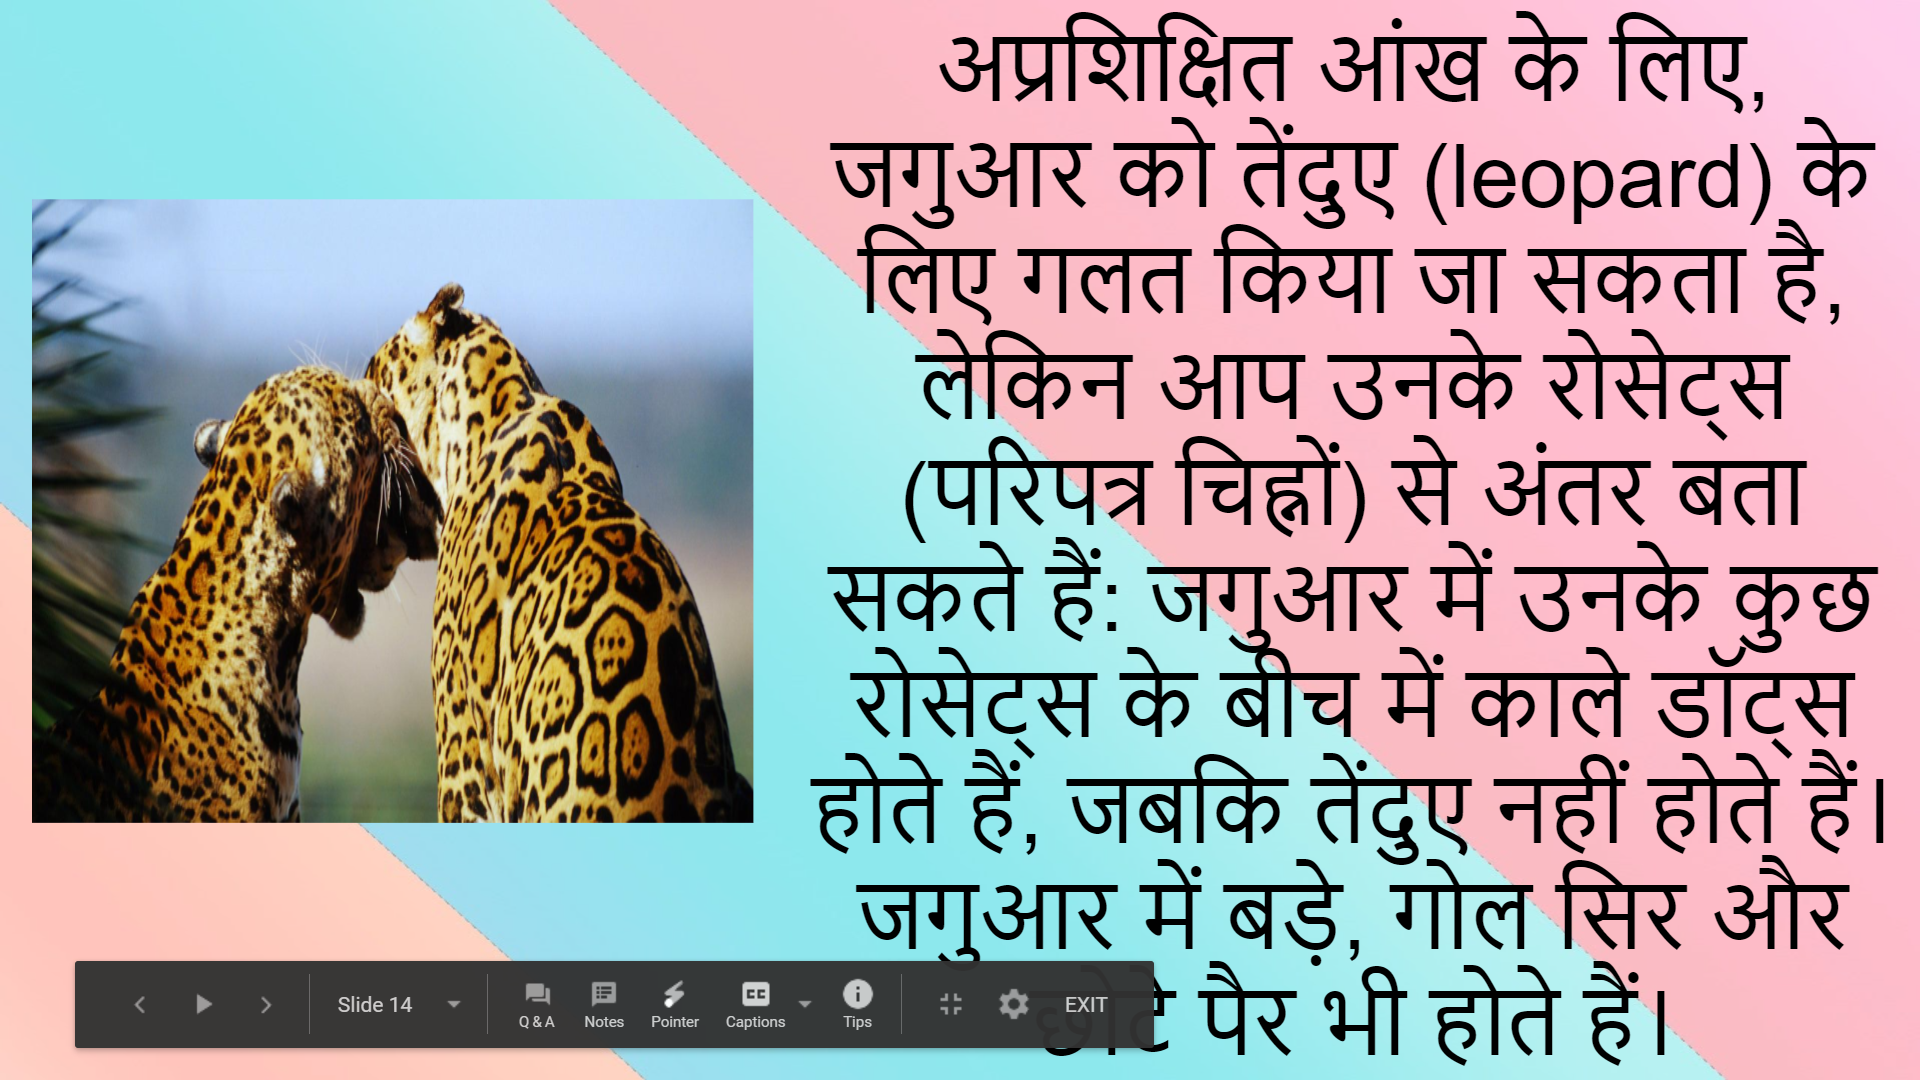 अप्रशिक्षित आंख के लिए,
जगुआर को तेंदुए (leopard) के
लिए गलत किया जा सकता है,
लेकिन आप उनके रोसेट्स
(परिपत्र चिह्नों) से अंतर बता
सकते हैं: जगुआर में उनके कुछ
रोसेट्स के बीच में काले डॉट्स
होते हैं, जबकि तेंदुए नहीं होते हैं।
जगुआर में बड़े, गोल सिर और
छोटे पैर भी होते हैं।
Slide 14
Q & A
Notes
Pointer
CC
Captions
Tips
EXIT